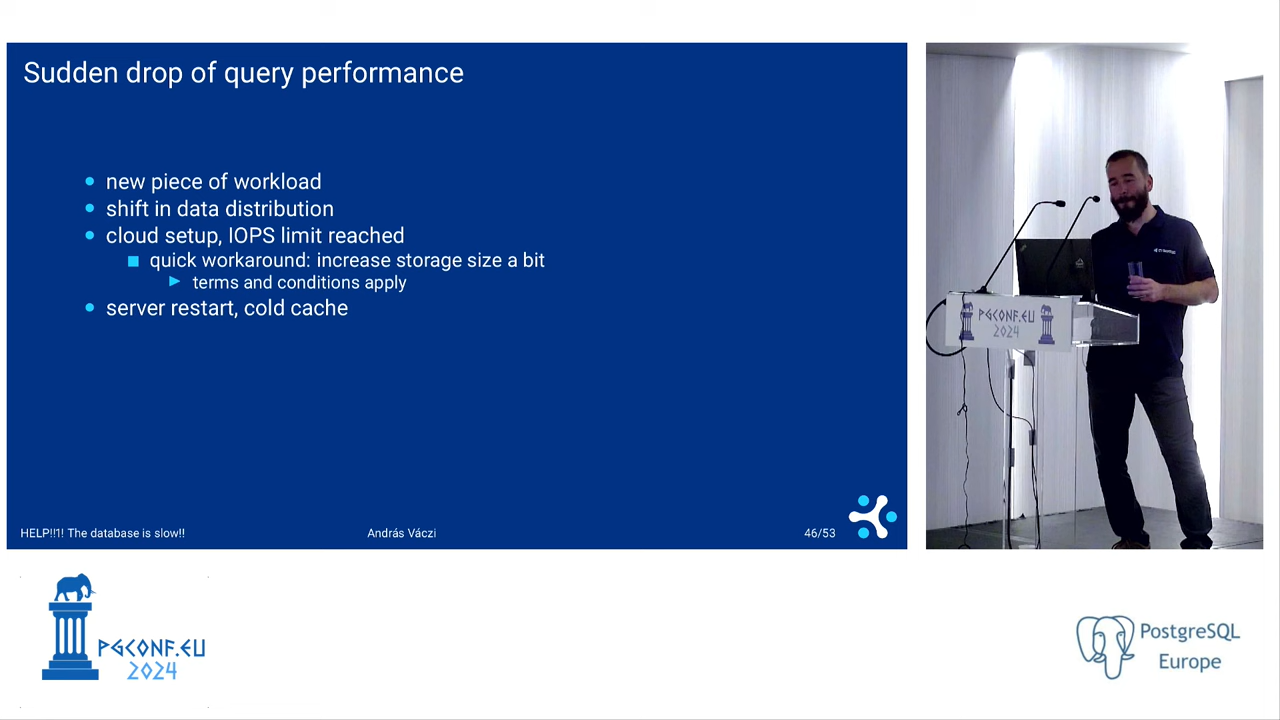 Sudden drop of query performance
new piece of workload
shift in data distribution
cloud setup, IOPS limit reached
quick workaround: increase storage size a bit
terms and conditions apply
server restart, cold cache
HELP!!1! The database is slow!!
András Váczi
46/53
PGCONF.EU
2024
PGCONF.EU
2024
PostgreSQL
Europe